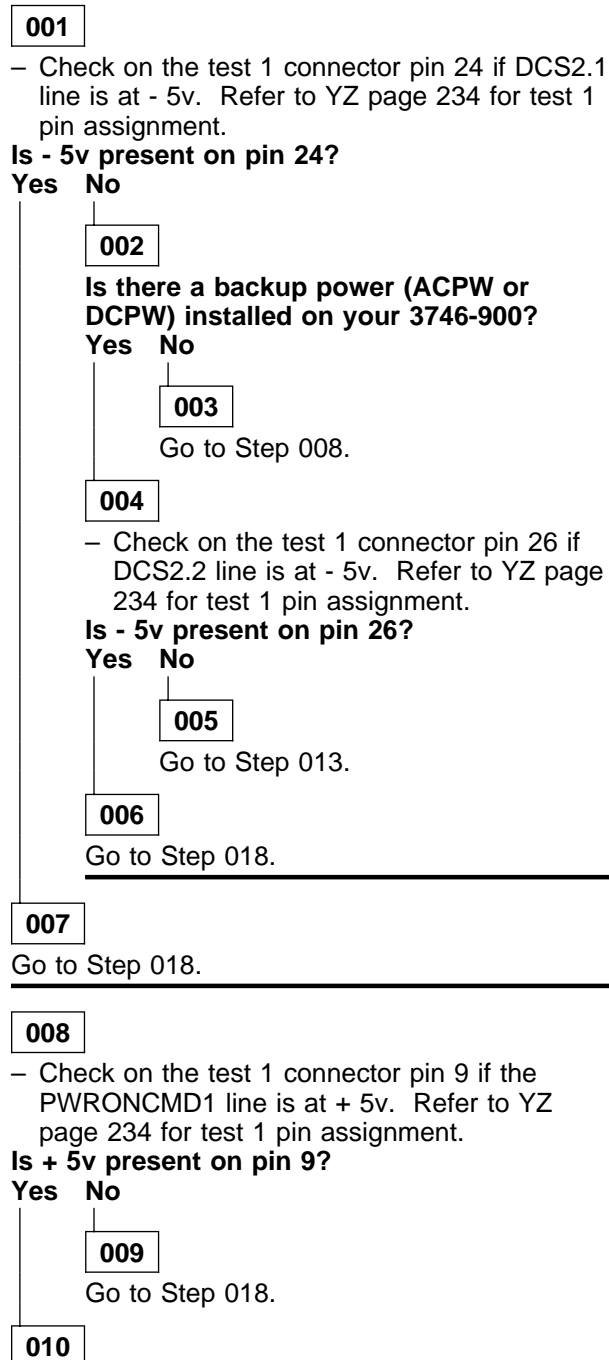 001
– Check on the test 1 connector pin 24 if DCS2.1
line is at - 5v. Refer to YZ page 234 for test 1
pin assignment.
Is - 5v present on pin 24?
Yes No
002
Is there a backup power (ACPW or
DCPW) installed on your 3746-900?
Yes No
003
Go to Step 008.
004
– Check on the test 1 connector pin 26 if
DCS2.2 line is at - 5v. Refer to YZ page
234 for test 1 pin assignment.
Is - 5v present on pin 26?
Yes No
005
Go to Step 013.
006
Go to Step 018.
007
Go to Step 018.
008
– Check on the test 1 connector pin 9 if the
PWRONCMD1 line is at + 5v. Refer to YZ
page 234 for test 1 pin assignment.
Is + 5v present on pin 9?
Yes No
009
Go to Step 018.
010